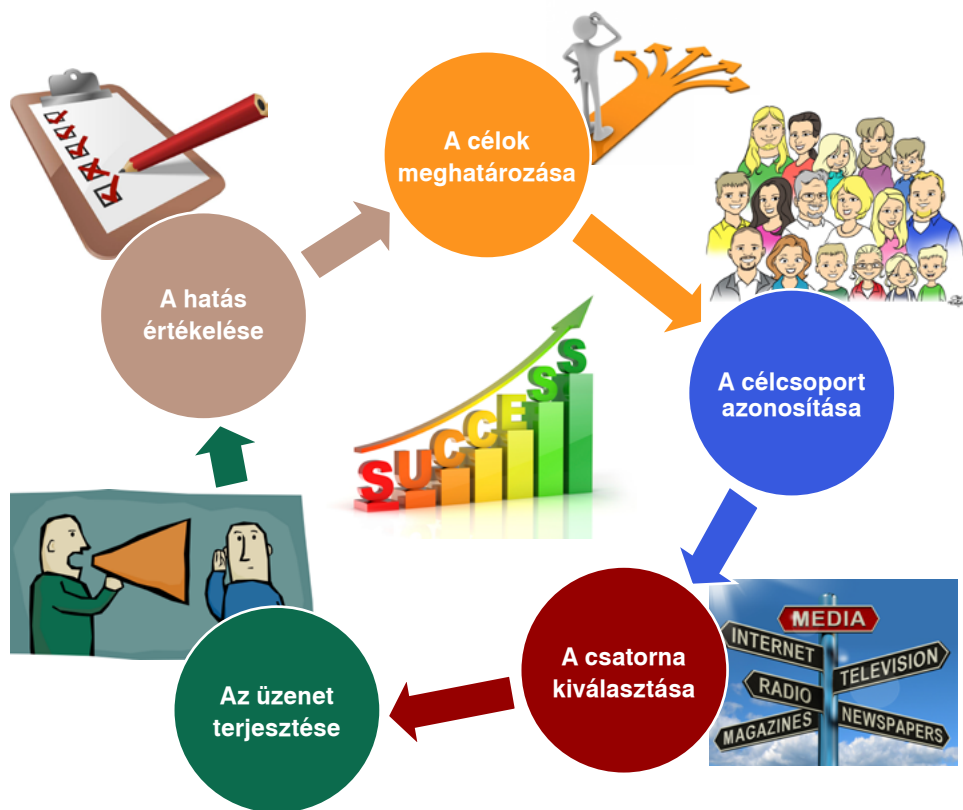 A célok
meghatározása
A célcsoport
azonosítása
A csatorna
kiválasztása
Az üzenet
terjesztése
A hatás
értékelése
SUCCESS
MEDIA
INTERNET
TELEVISION
RADIO
MAGAZINES
NEWSPAPERS